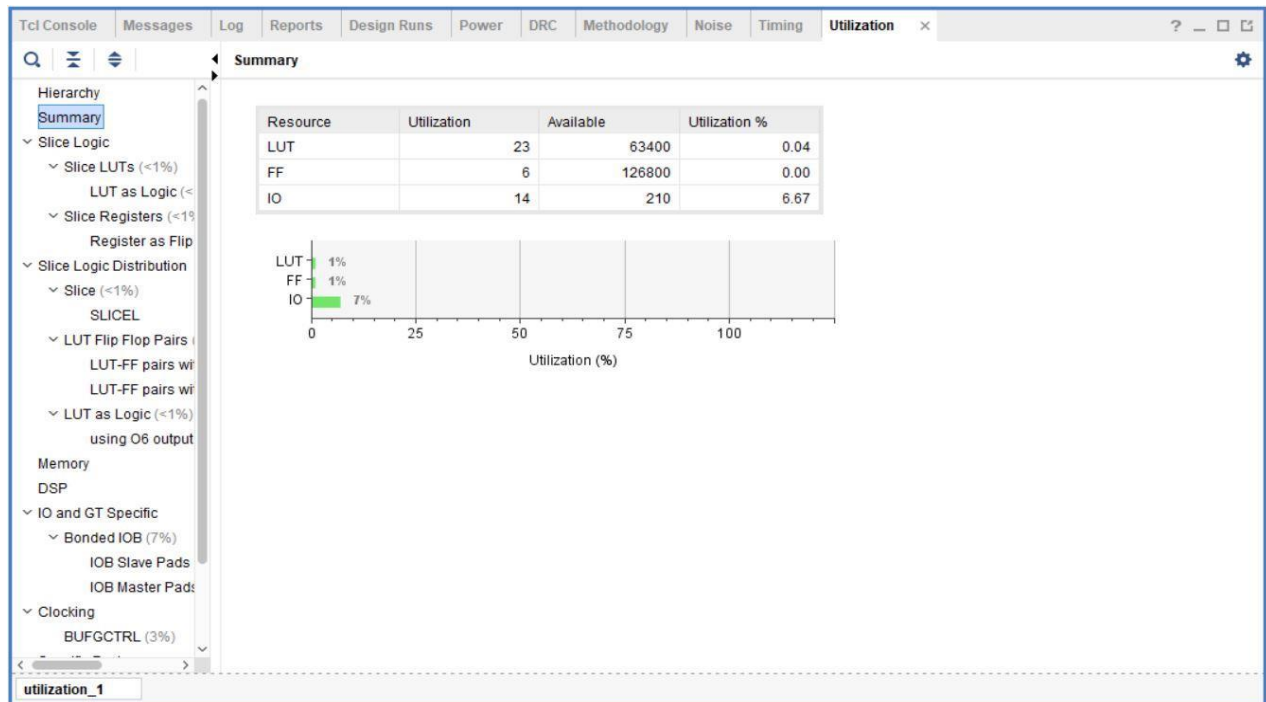 Tcl Console Messages Log Reports Design Runs Power DRC Methodology Noise Timing Utilization × ? _
Summary
Hierarchy
Summary
Slice Logic
Slice LUTs (<1%)
LUT as Logic (<
Slice Registers (<1%
Register as Flip
Slice Logic Distribution
Slice (<1%)
SLICEL
LUT Flip Flop Pairs (
LUT-FF pairs wit
LUT-FF pairs wit
LUT as Logic (<1%)
using O6 output
Memory
DSP
IO and GT Specific
Bonded IOB (7%)
IOB Slave Pads
IOB Master Pads
Clocking
BUFGCTRL (3%)
Resource Utilization Available Utilization %
LUT 23 63400 0.04
FF 6 126800 0.00
IO 14 210 6.67
LUT 1%
FF 1%
IO 7%
0 25 50 75 100
Utilization (%)
utilization_1